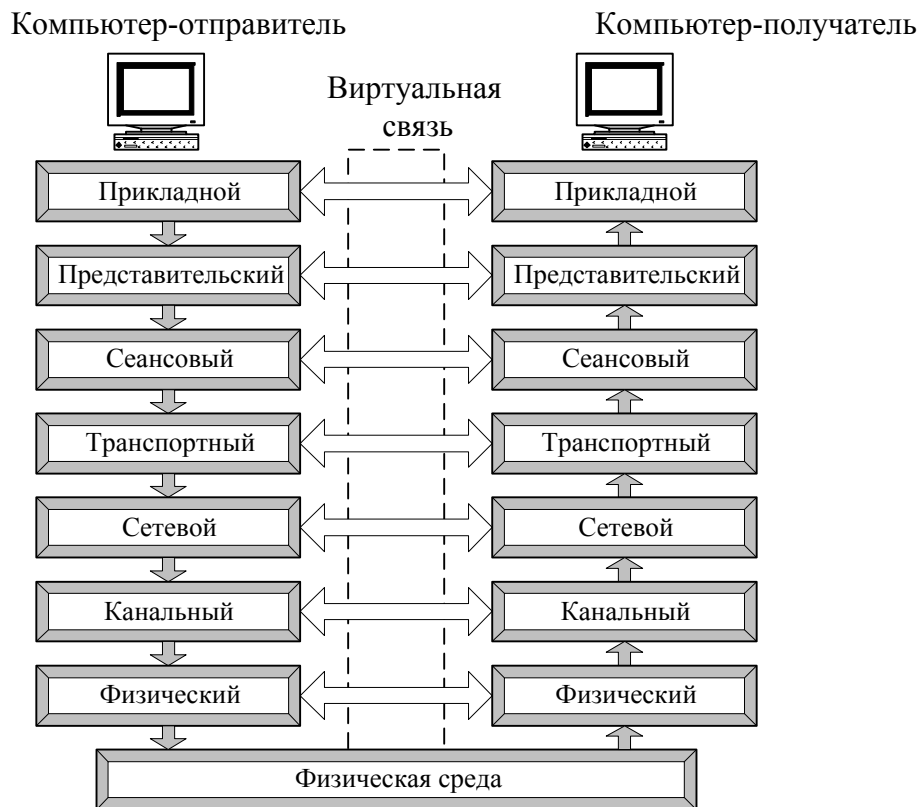 Компьютер-отправитель
Компьютер-получатель
Виртуальная
связь
Прикладной
Прикладной
Представительский
Представительский
Сеансовый
Сеансовый
Транспортный
Транспортный
Сетевой
Сетевой
Канальный
Канальный
Физический
Физический
Физическая среда